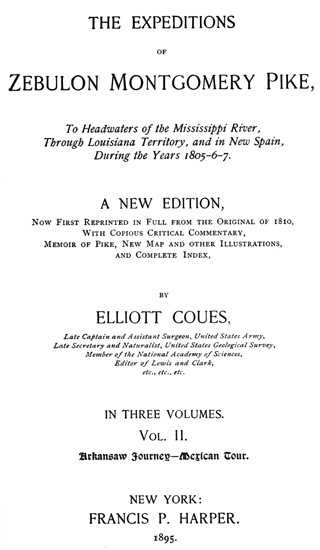 THE EXPEDITIONS
OF
ZEBULON MONTGOMERY PIKE,
To Headwaters of the Mississippi River,
Through Louisiana Territory, and in New Spain,
During the Years 1805-6-7.
A NEW EDITION,
NOW FIRST REPRINTED IN FULL FROM THE ORIGINAL OF 1810,
WITH COPIOUS CRITICAL COMMENTARY,
MEMOIR OF PIKE, NEW MAP AND OTHER ILLUSTRATIONS,
AND COMPLETE INDEX,
BY
ELLIOTT COUES,
Late Captain and Assistant Surgeon, United States Army,
Late Secretary and Naturalist, United States Geological Survey,
Member of the National Academy of Sciences,
Editor of Lewis and Clark,
etc., etc., etc.
IN THREE VOLUMES.
VOL. II.
Arkansaw Journey—Mexican Tour.
NEW YORK:
FRANCIS P. HARPER.
1895.